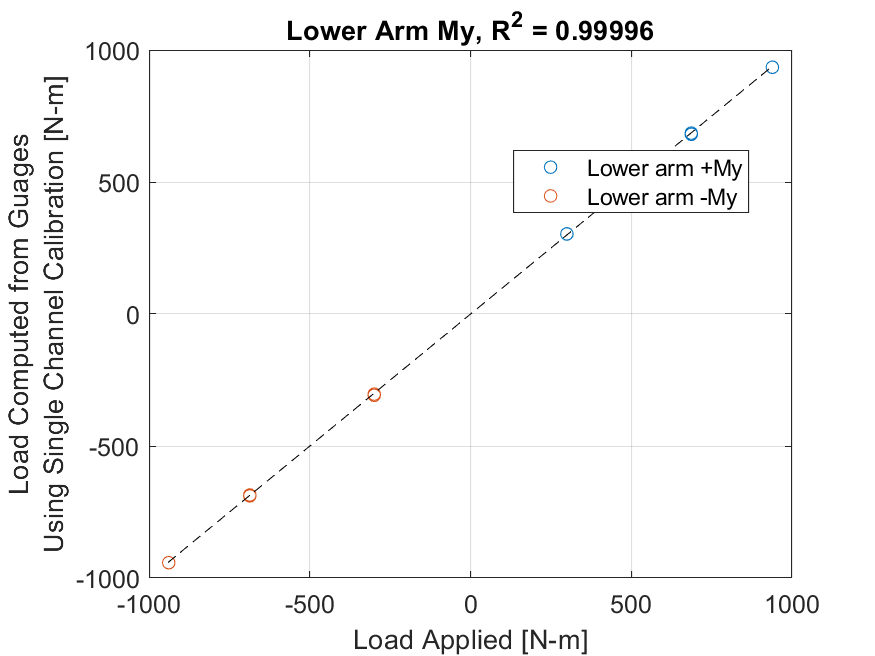 Lower Arm My, R² = 0.99996
Load Computed from Guages
Using Single Channel Calibration [N-m]
1000
500
0
-500
-1000
Lower arm +My
Lower arm -My
-1000 -500 0 500 1000
Load Applied [N-m]